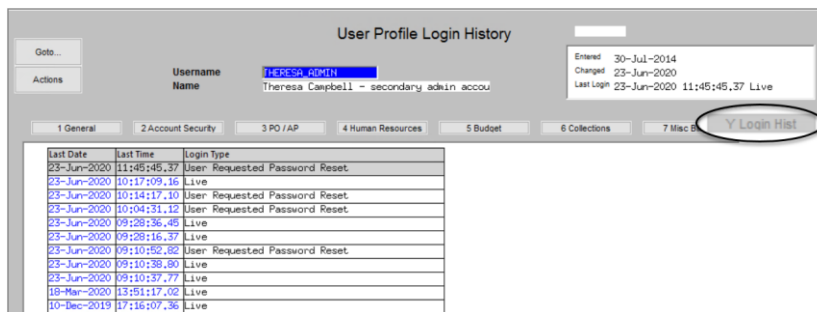 User Profile Login History
Goto...
Actions
Username THERESA_ADMIN
Name Theresa Campbell - secondary admin accou
Entered 30-Jul-2014
Changed 23-Jun-2020
Last Login 23-Jun-2020 11:45:45.37 Live
1 General 2 Account Security 3 PO / AP 4 Human Resources 5 Budget 6 Collections 7 Misc B Y Login Hist
Last Date Last Time Login Type
23-Jun-2020 11:45:45.37 User Requested Password Reset
23-Jun-2020 10:17:09.16 Live
23-Jun-2020 10:14:17.10 User Requested Password Reset
23-Jun-2020 10:04:31.12 User Requested Password Reset
23-Jun-2020 09:28:36.45 Live
23-Jun-2020 09:28:16.37 Live
23-Jun-2020 09:10:52.82 User Requested Password Reset
23-Jun-2020 09:10:38.80 Live
23-Jun-2020 09:10:37.77 Live
18-Mar-2020 13:51:17.02 Live
10-Dec-2019 17:16:07.36 Live